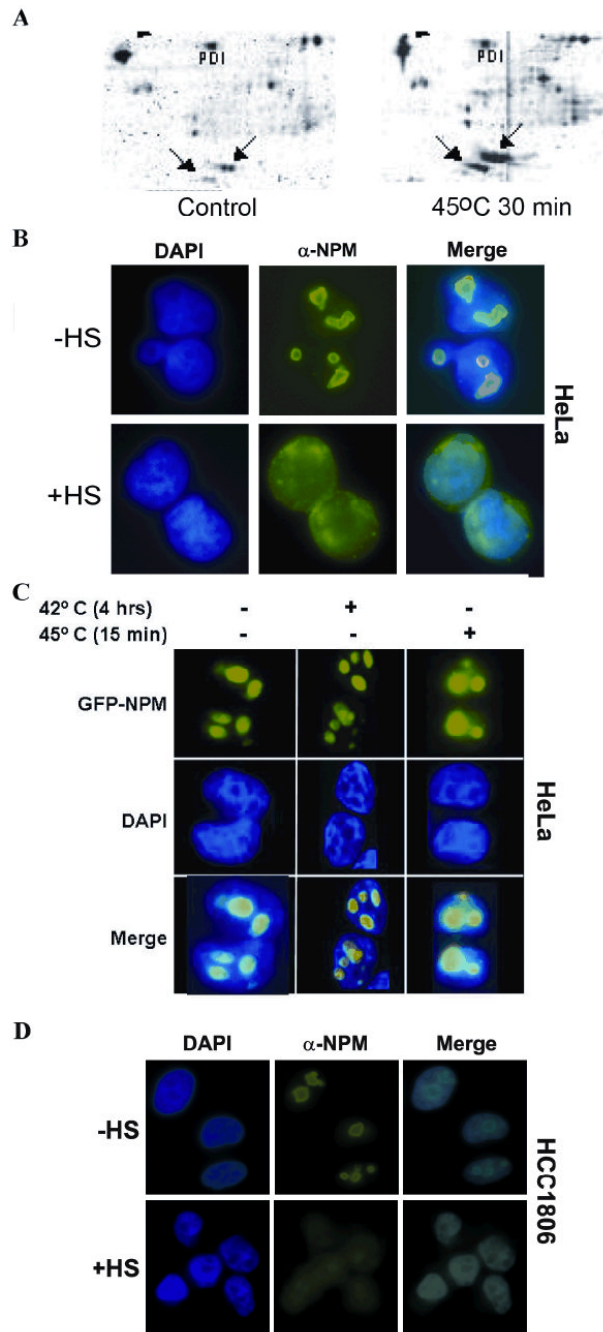 A
PDI
PDI
Control
45ºC 30 min
B
DAPI
α-NPM
Merge
-HS
+HS
HeLa
C
42º C (4 hrs) - + -
45º C (15 min) - - +
GFP-NPM
DAPI
Merge
HeLa
D
DAPI
α-NPM
Merge
-HS
+HS
HCC1806